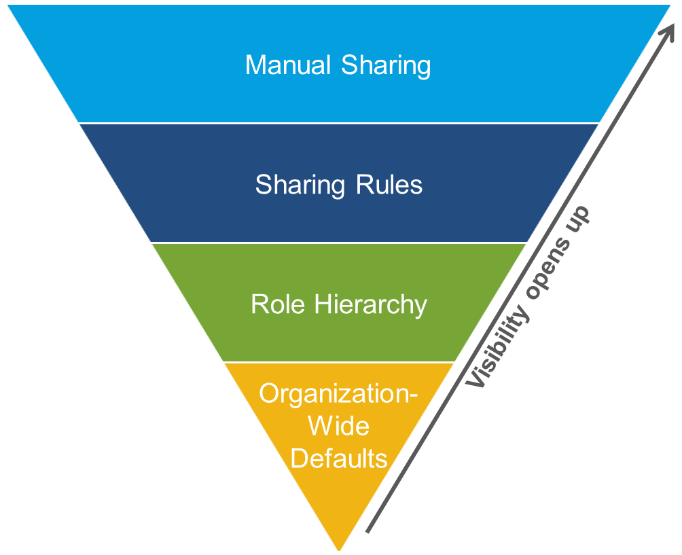 Manual Sharing
Sharing Rules
Role Hierarchy
Organization-
Wide
Defaults
Visibility opens up